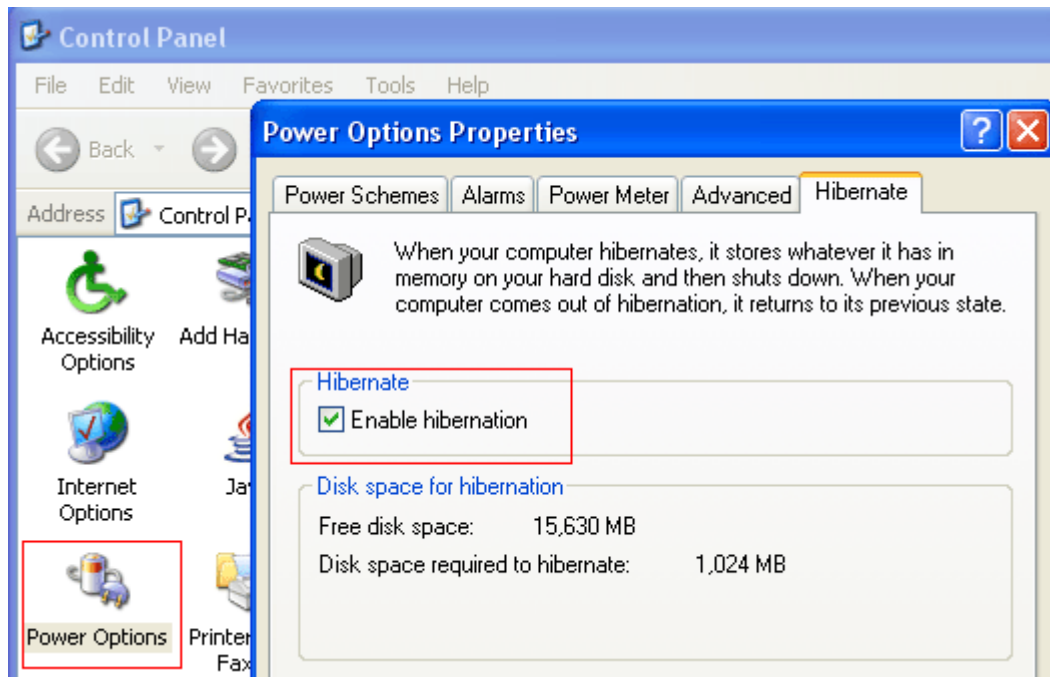 Control Panel
File Edit View Favorites Tools Help
Back
Address Control P
Accessibility Options
Add Ha
Internet Options
Ja
Power Options
Printer
Fax
Power Options Properties
Power Schemes Alarms Power Meter Advanced Hibernate
When your computer hibernates, it stores whatever it has in
memory on your hard disk and then shuts down. When your
computer comes out of hibernation, it returns to its previous state.
Hibernate
Enable hibernation
Disk space for hibernation
Free disk space: 15,630 MB
Disk space required to hibernate: 1,024 MB